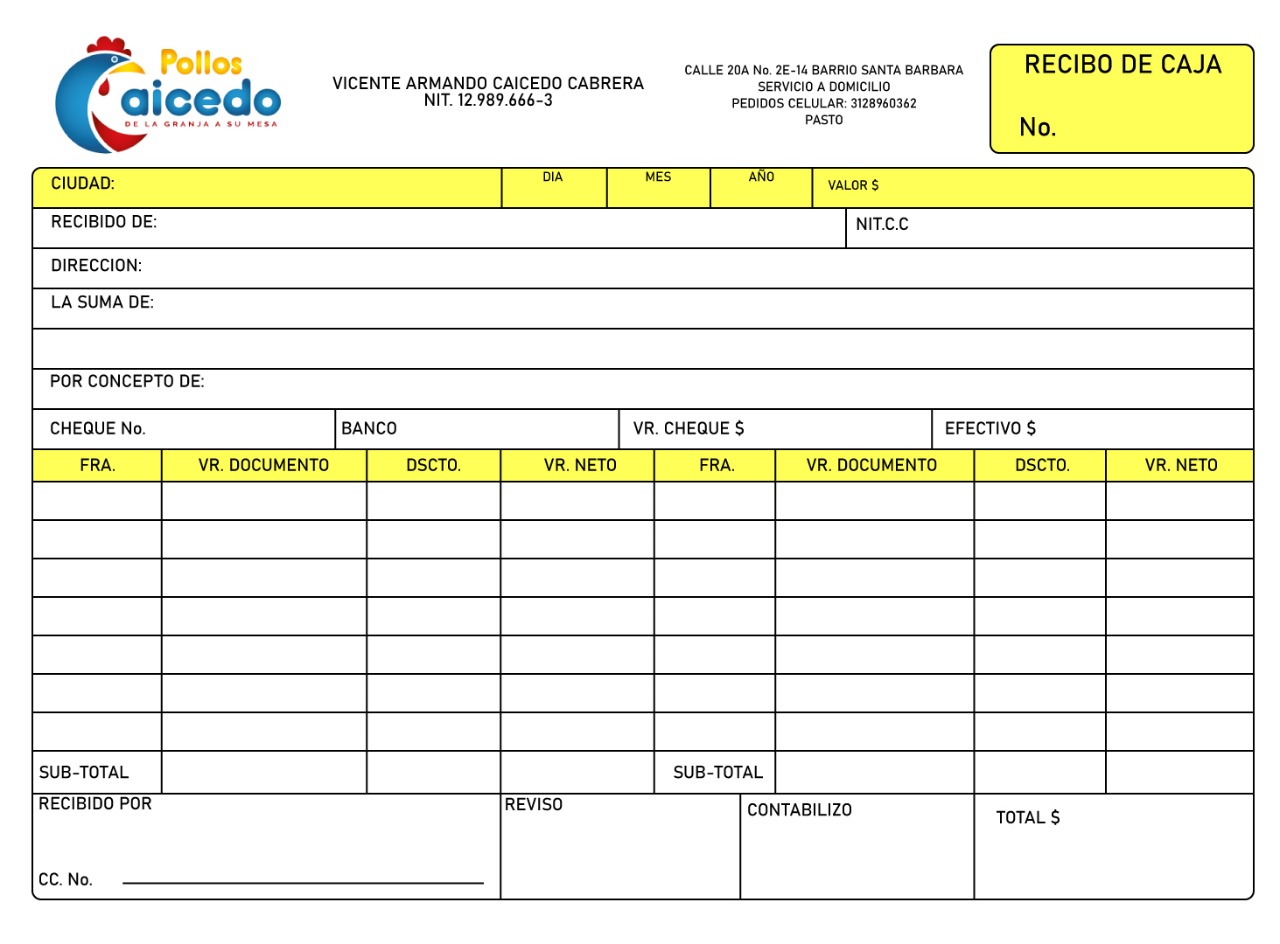 Pollos
Caicedo
DE LA GRANJA A SU MESA
VICENTE ARMANDO CAICEDO CABRERA
NIT. 12.989.666-3
CALLE 20A No. 2E-14 BARRIO SANTA BARBARA
SERVICIO A DOMICILIO
PEDIDOS CELULAR: 3128960362
PASTO
RECIBO DE CAJA
No.
CIUDAD: DIA MES AÑO VALOR $
RECIBIDO DE: NIT.C.C
DIRECCION:
LA SUMA DE:
POR CONCEPTO DE:
CHEQUE No. BANCO VR. CHEQUE $ EFECTIVO $
FRA. VR. DOCUMENTO DSCTO. VR. NETO FRA. VR. DOCUMENTO DSCTO. VR. NETO
SUB-TOTAL SUB-TOTAL
RECIBIDO POR REVISO CONTABILIZO TOTAL $
CC. No.